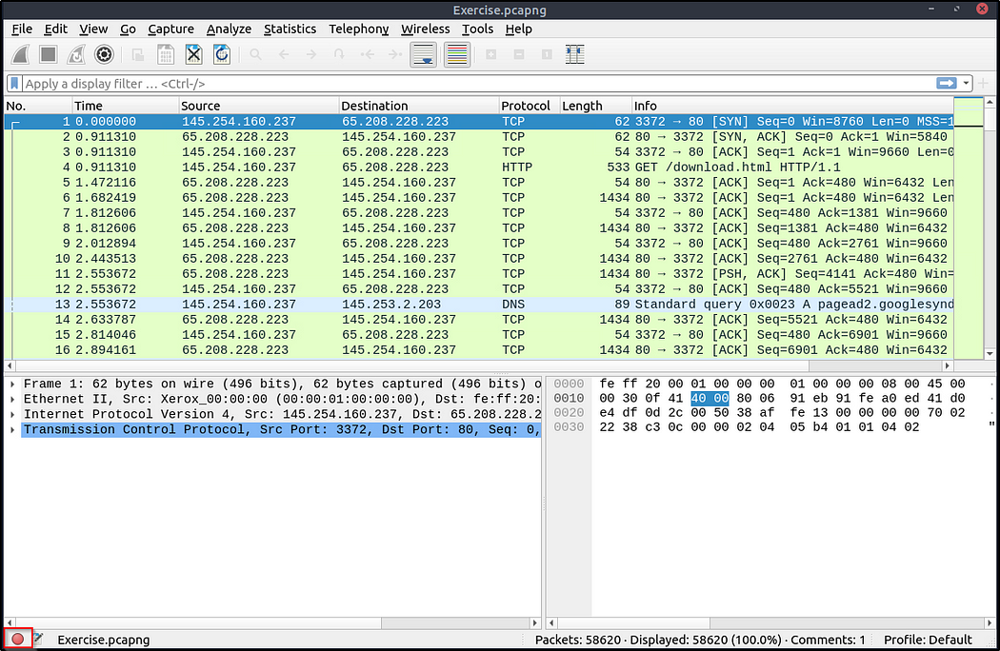 Exercise.pcapng
File Edit View Go Capture Analyze Statistics Telephony Wireless Tools Help
Apply a display filter … <Ctrl-/>
No. Time Source Destination Protocol Length Info
1 0.000000 145.254.160.237 65.208.228.223 TCP 62 3372 → 80 [SYN] Seq=0 Win=8760 Len=0 MSS=1
2 0.911310 65.208.228.223 145.254.160.237 TCP 62 80 → 3372 [SYN, ACK] Seq=0 Ack=1 Win=5840
3 0.911310 145.254.160.237 65.208.228.223 TCP 54 3372 → 80 [ACK] Seq=1 Ack=1 Win=9660 Len=0
4 0.911310 145.254.160.237 65.208.228.223 HTTP 533 GET /download.html HTTP/1.1
5 1.472116 65.208.228.223 145.254.160.237 TCP 54 80 → 3372 [ACK] Seq=1 Ack=480 Win=6432 Len
6 1.682419 65.208.228.223 145.254.160.237 TCP 1434 80 → 3372 [ACK] Seq=1 Ack=480 Win=6432 Len
7 1.812606 145.254.160.237 65.208.228.223 TCP 54 3372 → 80 [ACK] Seq=480 Ack=1381 Win=9660
8 1.812606 65.208.228.223 145.254.160.237 TCP 1434 80 → 3372 [ACK] Seq=1381 Ack=480 Win=6432
9 2.012894 145.254.160.237 65.208.228.223 TCP 54 3372 → 80 [ACK] Seq=480 Ack=2761 Win=9660
10 2.443513 65.208.228.223 145.254.160.237 TCP 1434 80 → 3372 [ACK] Seq=2761 Ack=480 Win=6432
11 2.553672 65.208.228.223 145.254.160.237 TCP 1434 80 → 3372 [PSH, ACK] Seq=4141 Ack=480 Win=
12 2.553672 145.254.160.237 65.208.228.223 TCP 54 3372 → 80 [ACK] Seq=480 Ack=5521 Win=9660
13 2.553672 145.254.160.237 145.253.2.203 DNS 89 Standard query 0x0023 A pagead2.googlesynd
14 2.633787 65.208.228.223 145.254.160.237 TCP 1434 80 → 3372 [ACK] Seq=5521 Ack=480 Win=6432
15 2.814046 145.254.160.237 65.208.228.223 TCP 54 3372 → 80 [ACK] Seq=480 Ack=6901 Win=9660
16 2.894161 65.208.228.223 145.254.160.237 TCP 1434 80 → 3372 [ACK] Seq=6901 Ack=480 Win=6432
Frame 1: 62 bytes on wire (496 bits), 62 bytes captured (496 bits) o
Ethernet II, Src: Xerox_00:00:00 (00:00:01:00:00:00), Dst: fe:ff:20:
Internet Protocol Version 4, Src: 145.254.160.237, Dst: 65.208.228.2
Transmission Control Protocol, Src Port: 3372, Dst Port: 80, Seq: 0,
0000 fe ff 20 00 01 00 00 00 01 00 00 00 08 00 45 00
0010 00 30 0f 41 40 00 80 06 91 eb 91 fe a0 ed 41 d0
0020 e4 df 0d 2c 00 50 38 af fe 13 00 00 00 00 70 02
0030 22 38 c3 0c 00 00 02 04 05 b4 01 01 04 02 "
Exercise.pcapng
Packets: 58620 · Displayed: 58620 (100.0%) · Comments: 1 Profile: Default